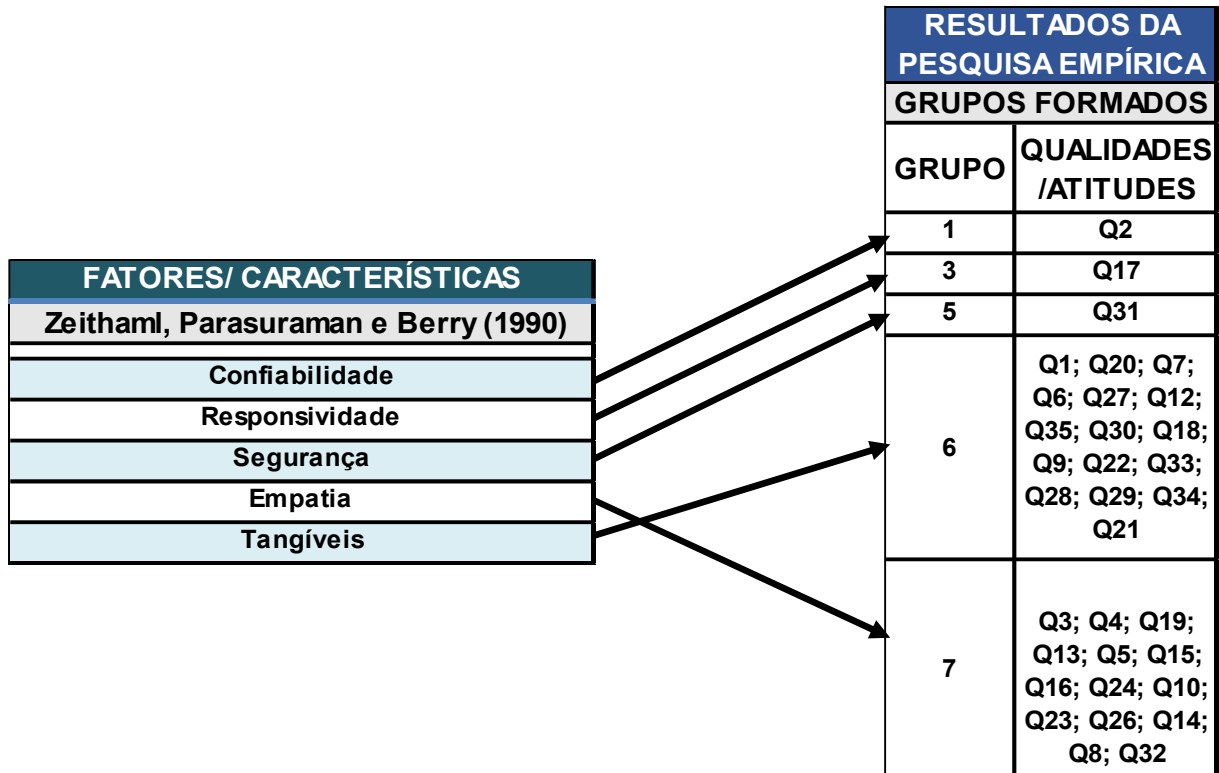 FATORES/ CARACTERÍSTICAS
Zeithaml, Parasuraman e Berry (1990)
Confiabilidade
Responsividade
Segurança
Empatia
Tangíveis
RESULTADOS DA
PESQUISA EMPÍRICA
GRUPOS FORMADOS
GRUPO
QUALIDADES
/ATITUDES
1
Q2
3
Q17
5
Q31
6
Q1; Q20; Q7;
Q6; Q27; Q12;
Q35; Q30; Q18;
Q9; Q22; Q33;
Q28; Q29; Q34;
Q21
7
Q3; Q4; Q19;
Q13; Q5; Q15;
Q16; Q24; Q10;
Q23; Q26; Q14;
Q8; Q32